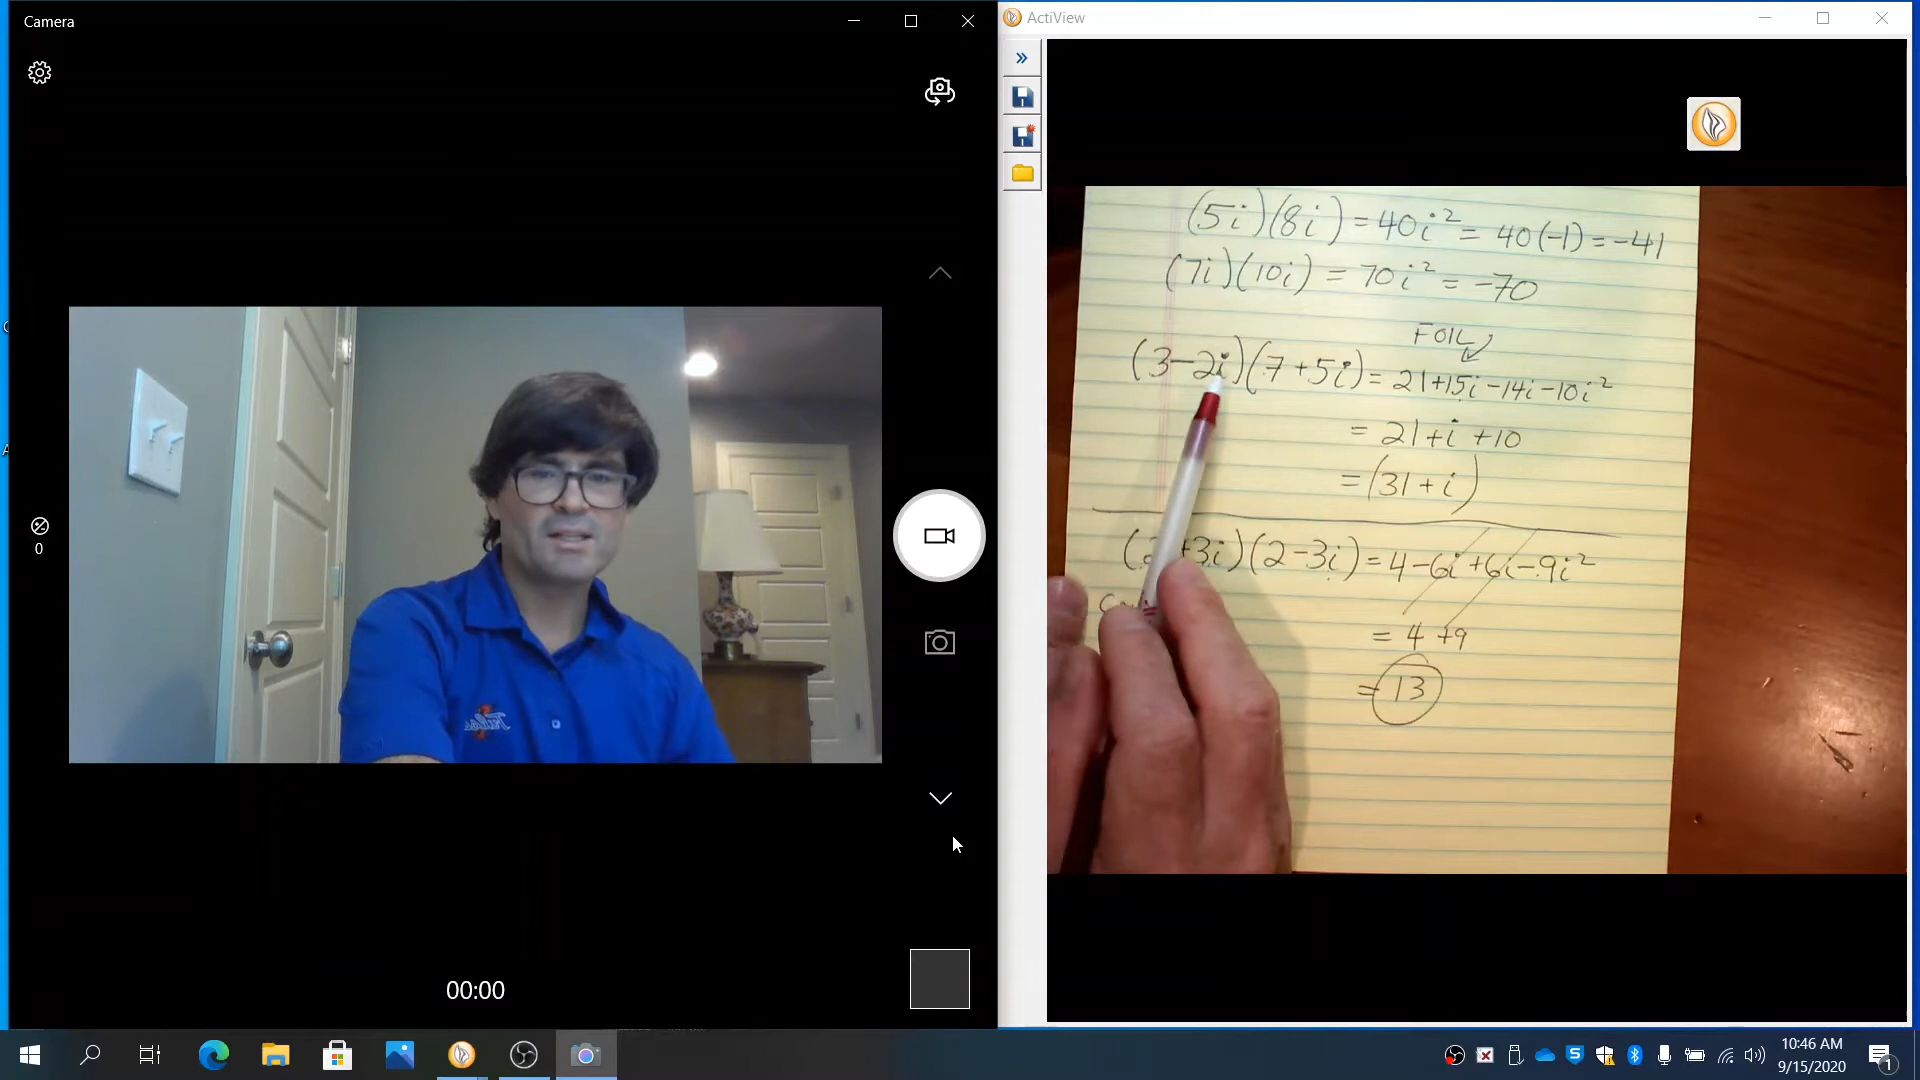 Camera
ActiView
0
(5i)(8i) = 40i² = 40(-1) = -41
(7i)(10i) = 70i² = -70
FOIL
(3-2i)(7+5i) = 21+15i-14i-10i²
= 21+i+10
= (31+i)
+3i)(2-3i) = 4-6i+6i-9i²
= 4+9
= 13
00:00
10:46 AM
9/15/2020
1